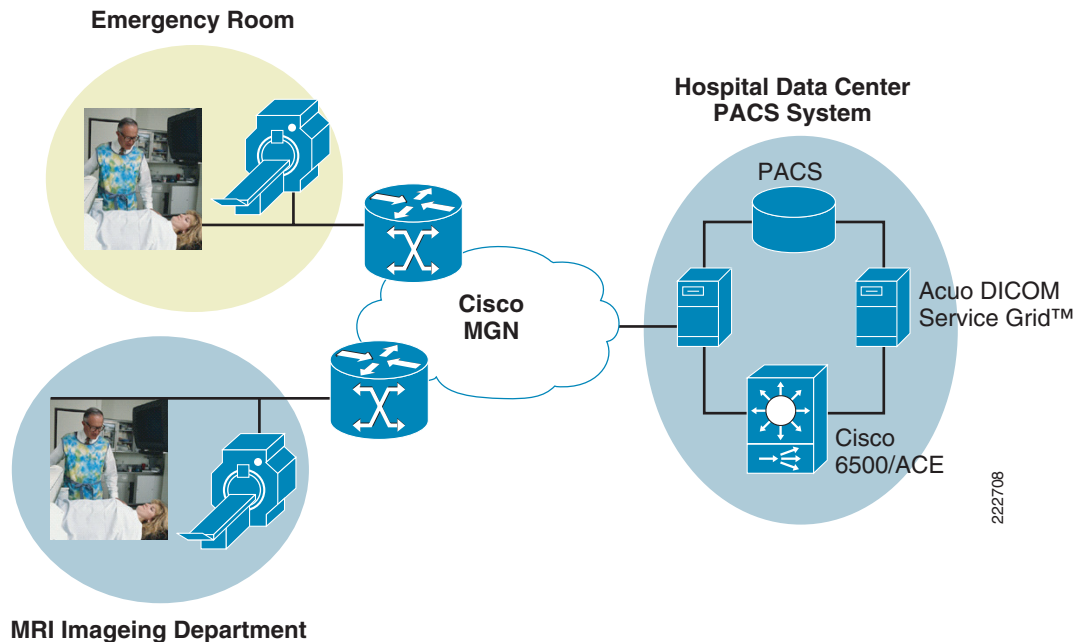 Emergency Room
Hospital Data Center
PACS System
PACS
Cisco
MGN
Acuo DICOM
Service Grid™
Cisco
6500/ACE
222708
MRI Imageing Department